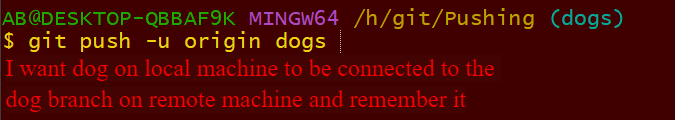 AB@DESKTOP-QBBAF9K MINGW64 /h/git/Pushing (dogs)
$ git push -u origin dogs
I want dog on local machine to be connected to the
dog branch on remote machine and remember it